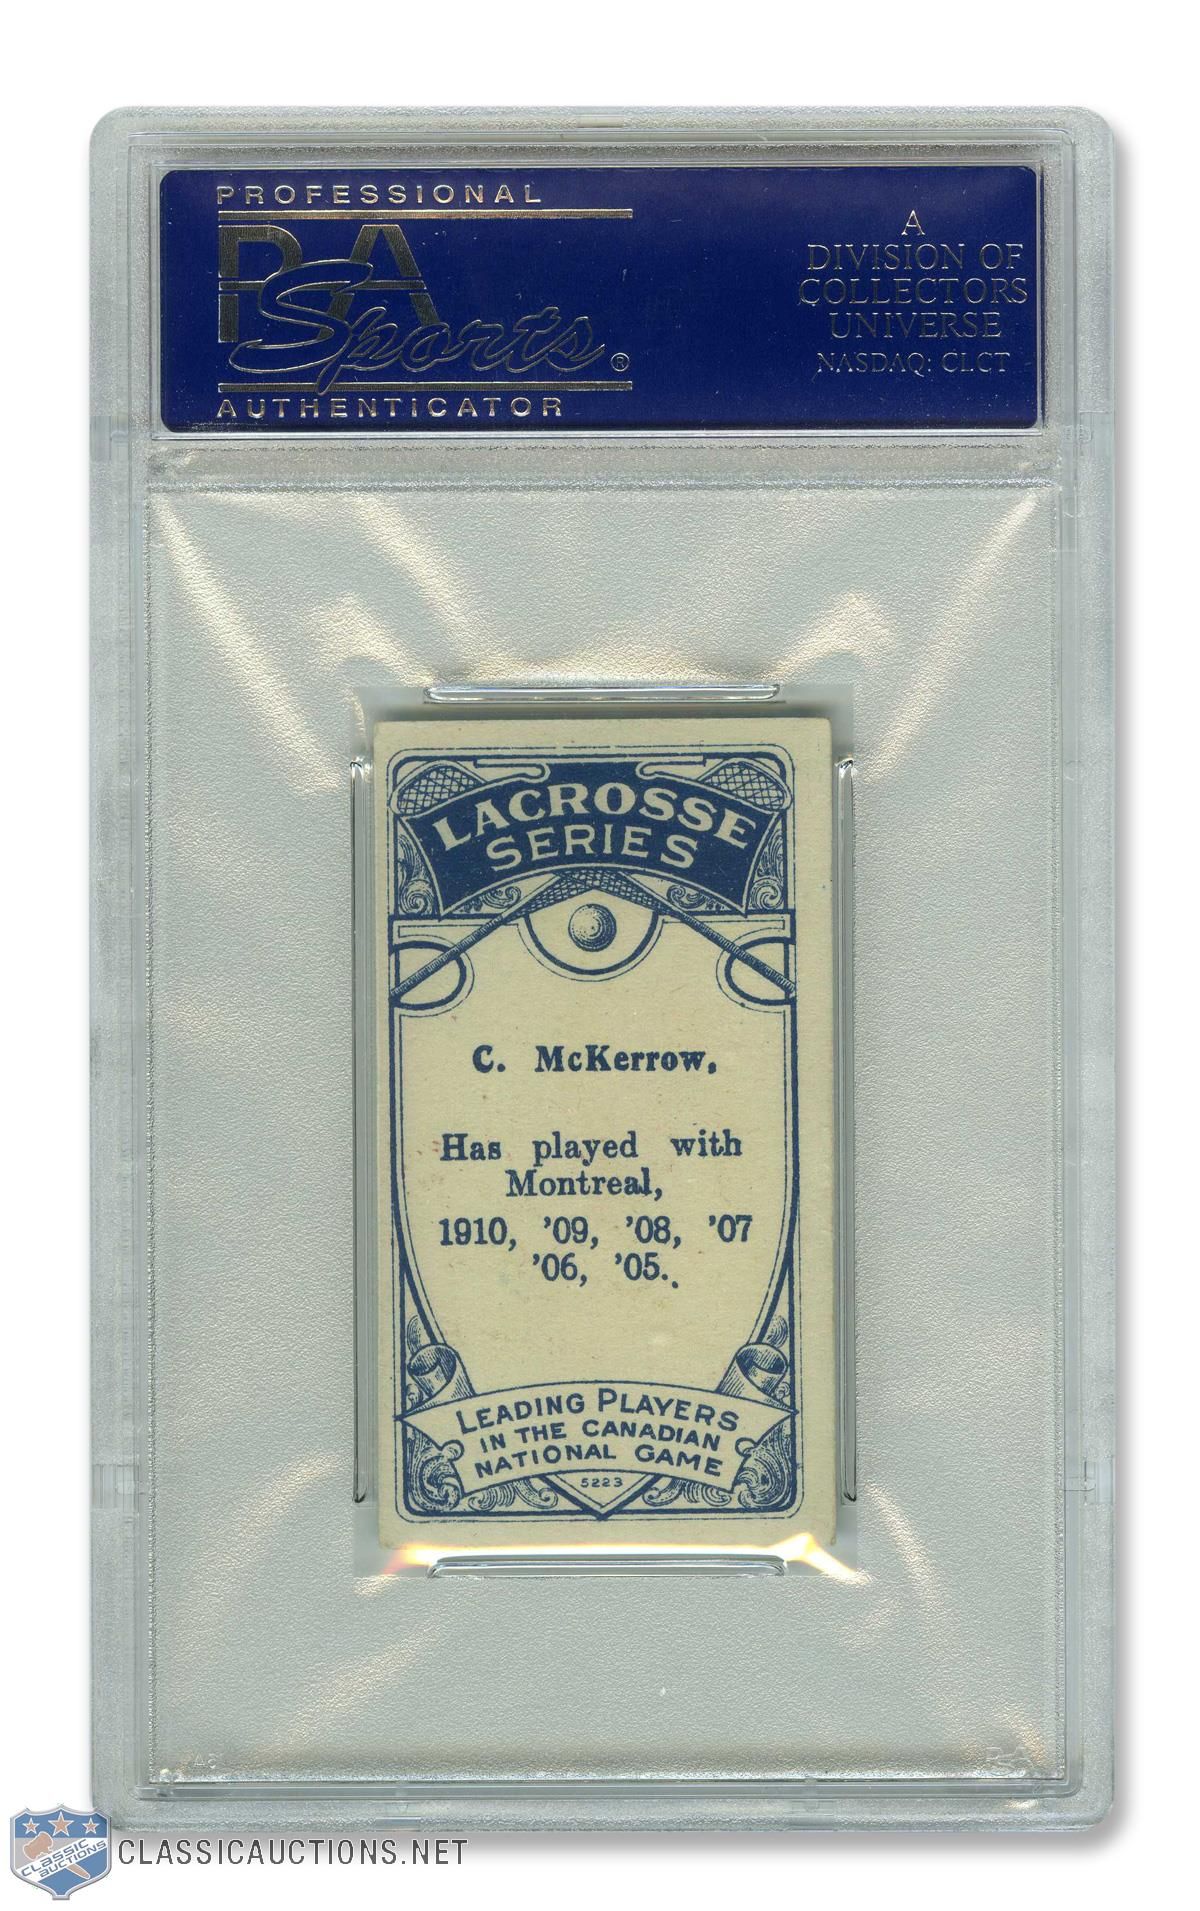 PROFESSIONAL
PSA
Sports®
AUTHENTICATOR
A
DIVISION OF
COLLECTORS
UNIVERSE
NASDAQ: CLCT
LACROSSE
SERIES
C. McKerrow.
Has played with
Montreal,
1910, '09, '08, '07
'06, '05..
LEADING PLAYERS
IN THE CANADIAN
NATIONAL GAME
5223
PSA
CLASSIC
AUCTIONS
CLASSICAUCTIONS.NET